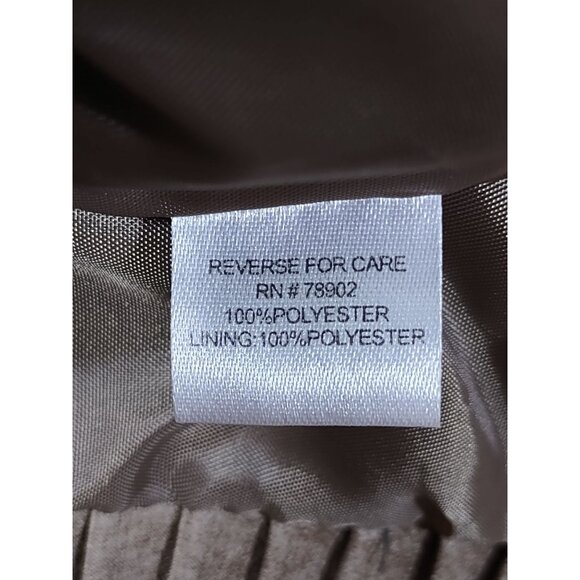 REVERSE FOR CARE
RN # 78902
100%POLYESTER
LINING:100%POLYESTER